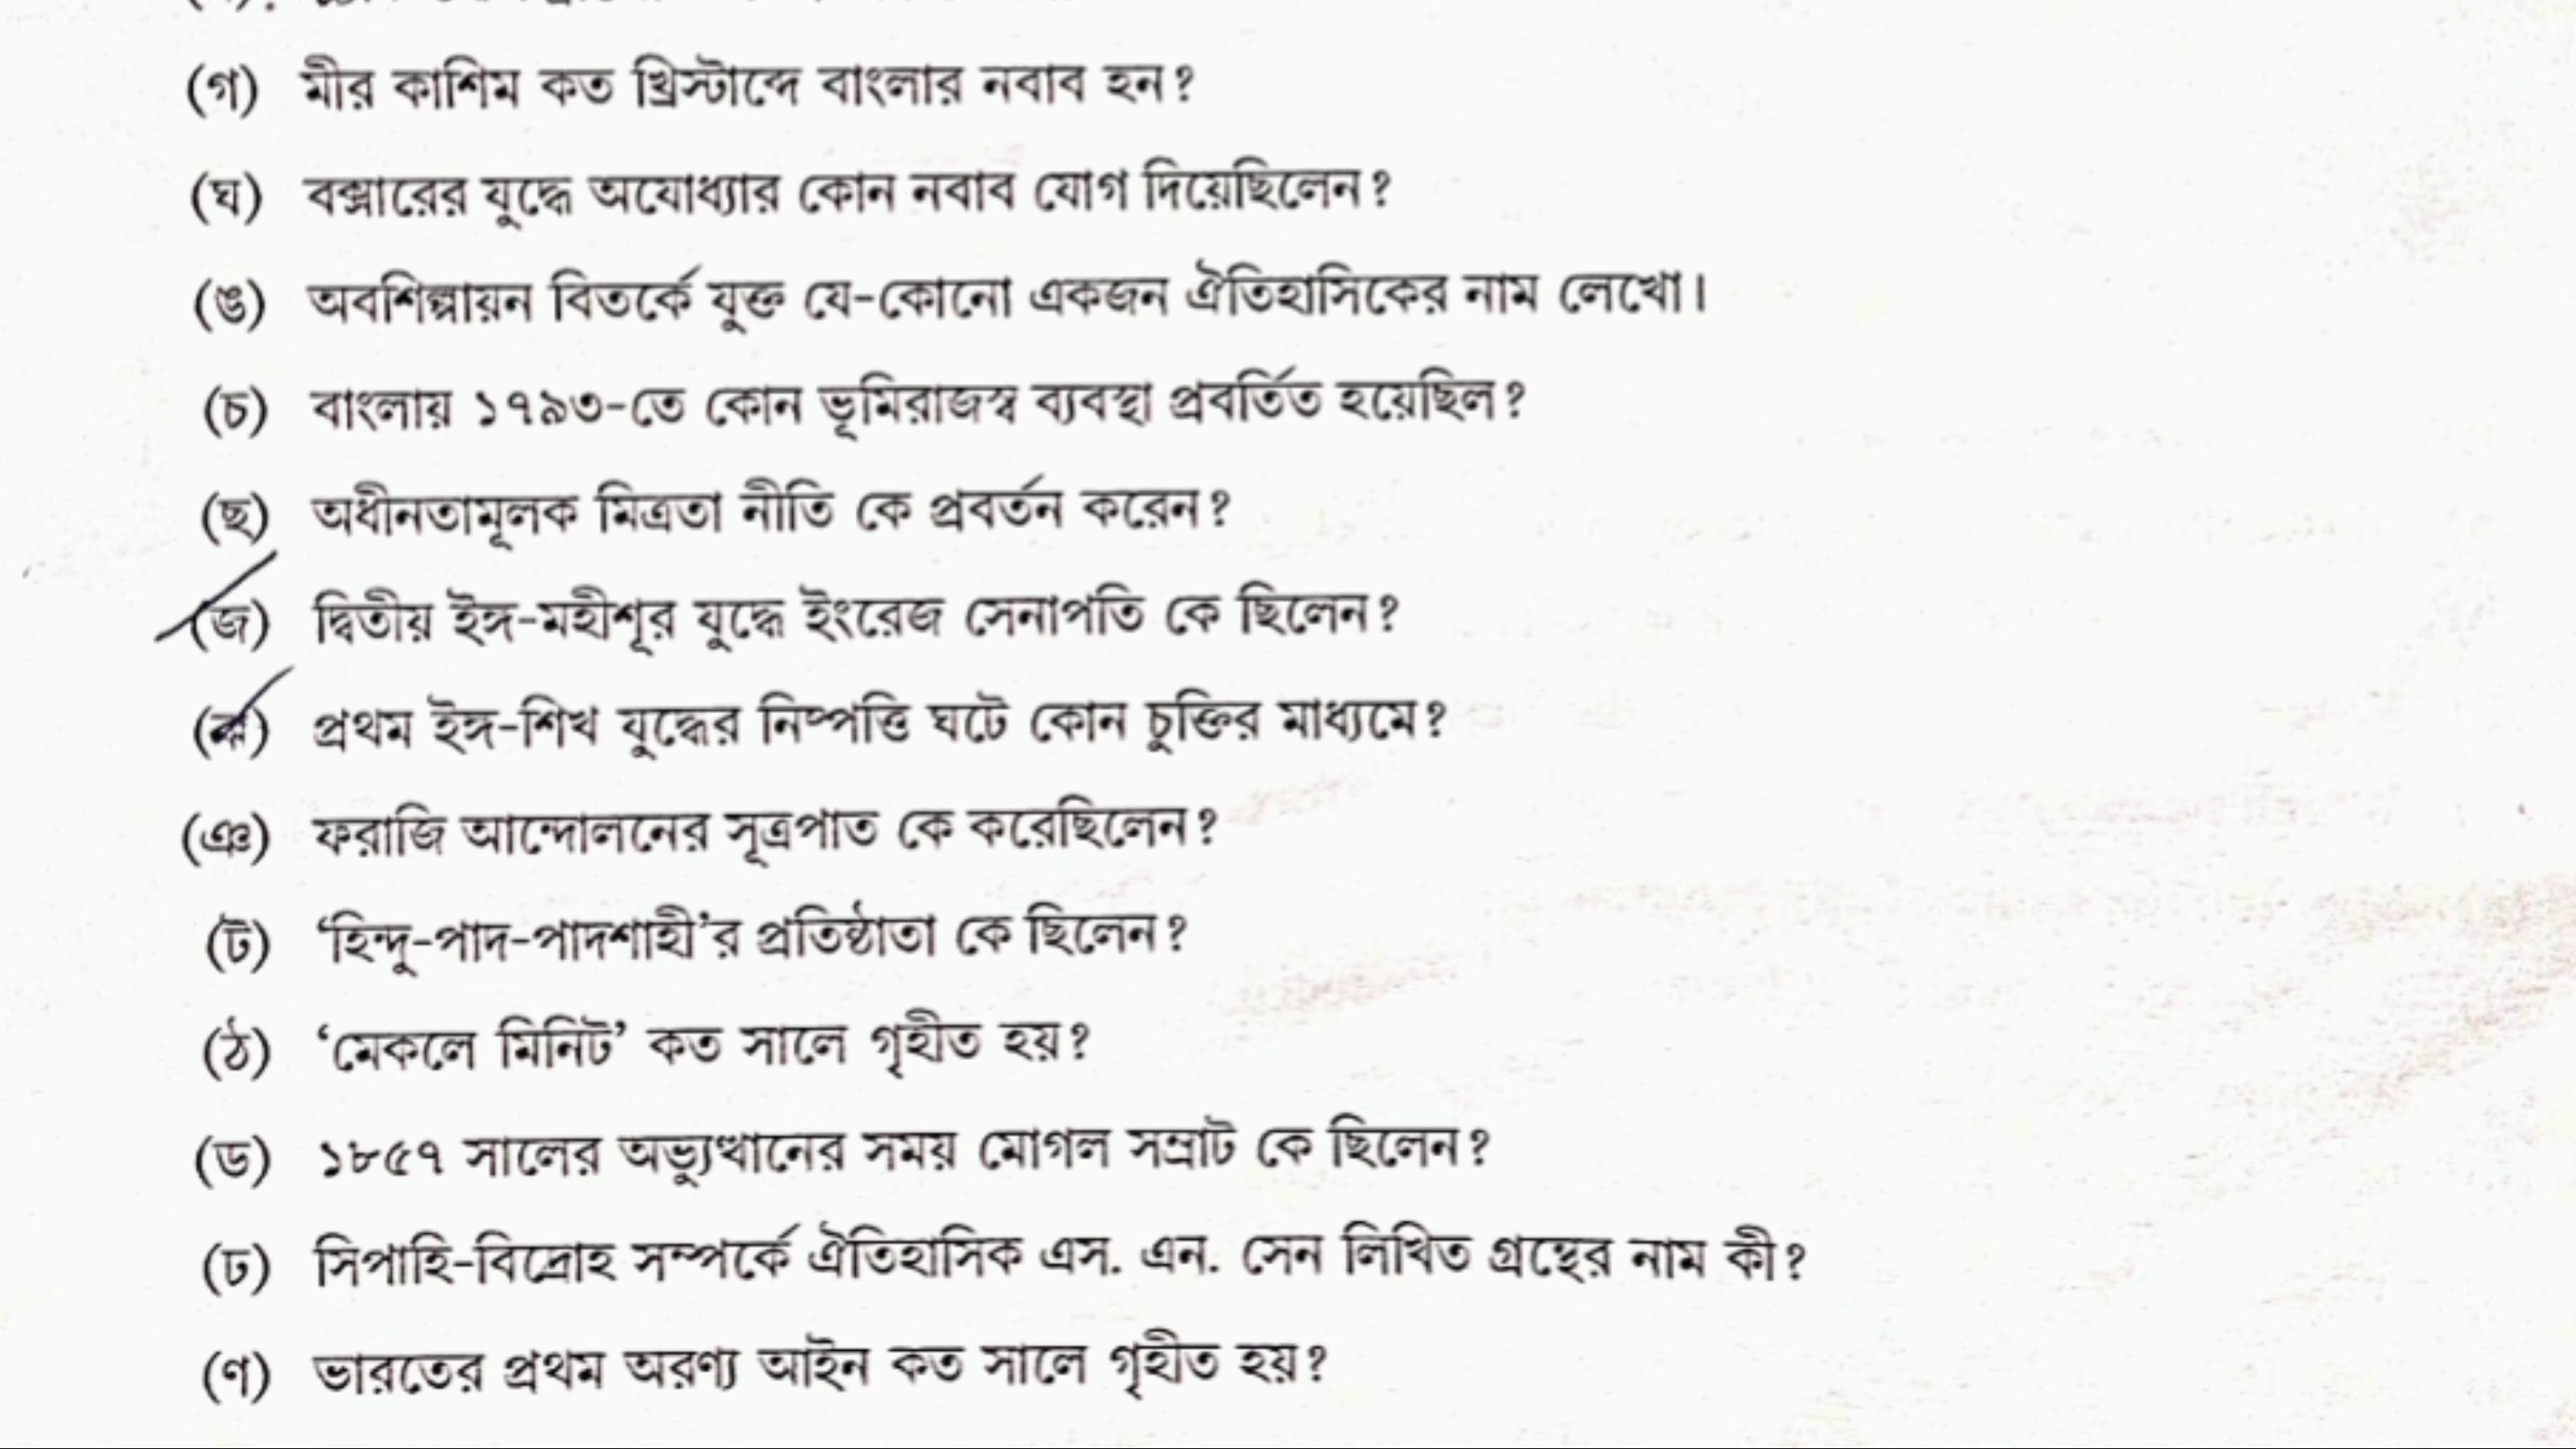 (গ) মীর কাশিম কত খ্রিস্টাব্দে বাংলার নবাব হন?
(ঘ) বক্সারের যুদ্ধে অযোধ্যার কোন নবাব যোগ দিয়েছিলেন?
(ঙ) অবশিল্পায়ন বিতর্কে যুক্ত যে-কোনো একজন ঐতিহাসিকের নাম লেখো।
(চ) বাংলায় ১৭৯৩-তে কোন ভূমিরাজস্ব ব্যবস্থা প্রবর্তিত হয়েছিল?
(ছ) অধীনতামূলক মিত্রতা নীতি কে প্রবর্তন করেন?
(জ) দ্বিতীয় ইঙ্গ-মহীশূর যুদ্ধে ইংরেজ সেনাপতি কে ছিলেন?
(ঝ) প্রথম ইঙ্গ-শিখ যুদ্ধের নিষ্পত্তি ঘটে কোন চুক্তির মাধ্যমে?
(ঞ) ফরাজি আন্দোলনের সূত্রপাত কে করেছিলেন?
(ট) ‘হিন্দু-পাদ-পাদশাহী’র প্রতিষ্ঠাতা কে ছিলেন?
(ঠ) ‘মেকলে মিনিট’ কত সালে গৃহীত হয়?
(ড) ১৮৫৭ সালের অভ্যুত্থানের সময় মোগল সম্রাট কে ছিলেন?
(ঢ) সিপাহি-বিদ্রোহ সম্পর্কে ঐতিহাসিক এস. এন. সেন লিখিত গ্রন্থের নাম কী?
(ণ) ভারতের প্রথম অরণ্য আইন কত সালে গৃহীত হয়?